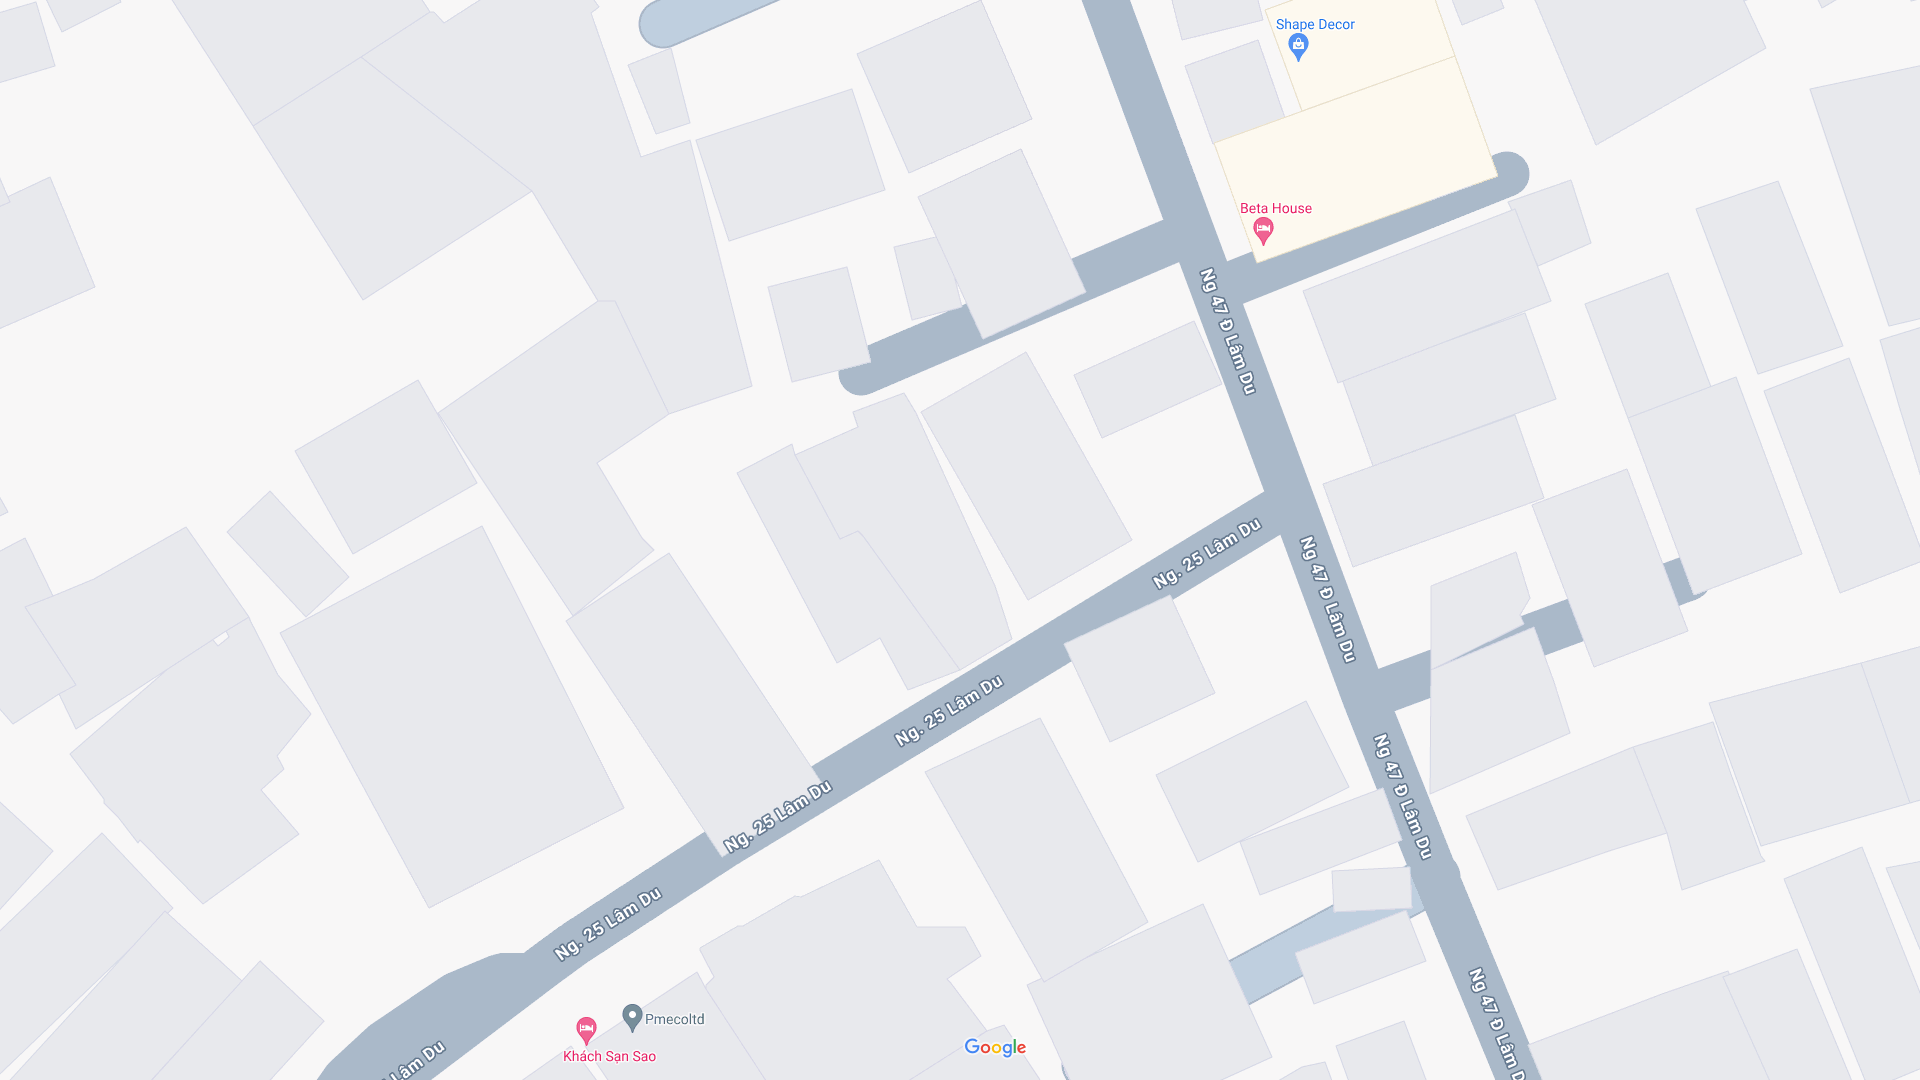 Shape Decor
Beta House
Ng 47 Đ Lâm Du
Ng. 25 Lâm Du
Ng 47 Đ Lâm Du
Ng. 25 Lâm Du
Ng 47 Đ Lâm Du
Ng. 25 Lâm Du
Ng. 25 Lâm Du
Ng 47 Đ Lâm D
Pmecoltd
Khách Sạn Sao
Google
Lâm Du